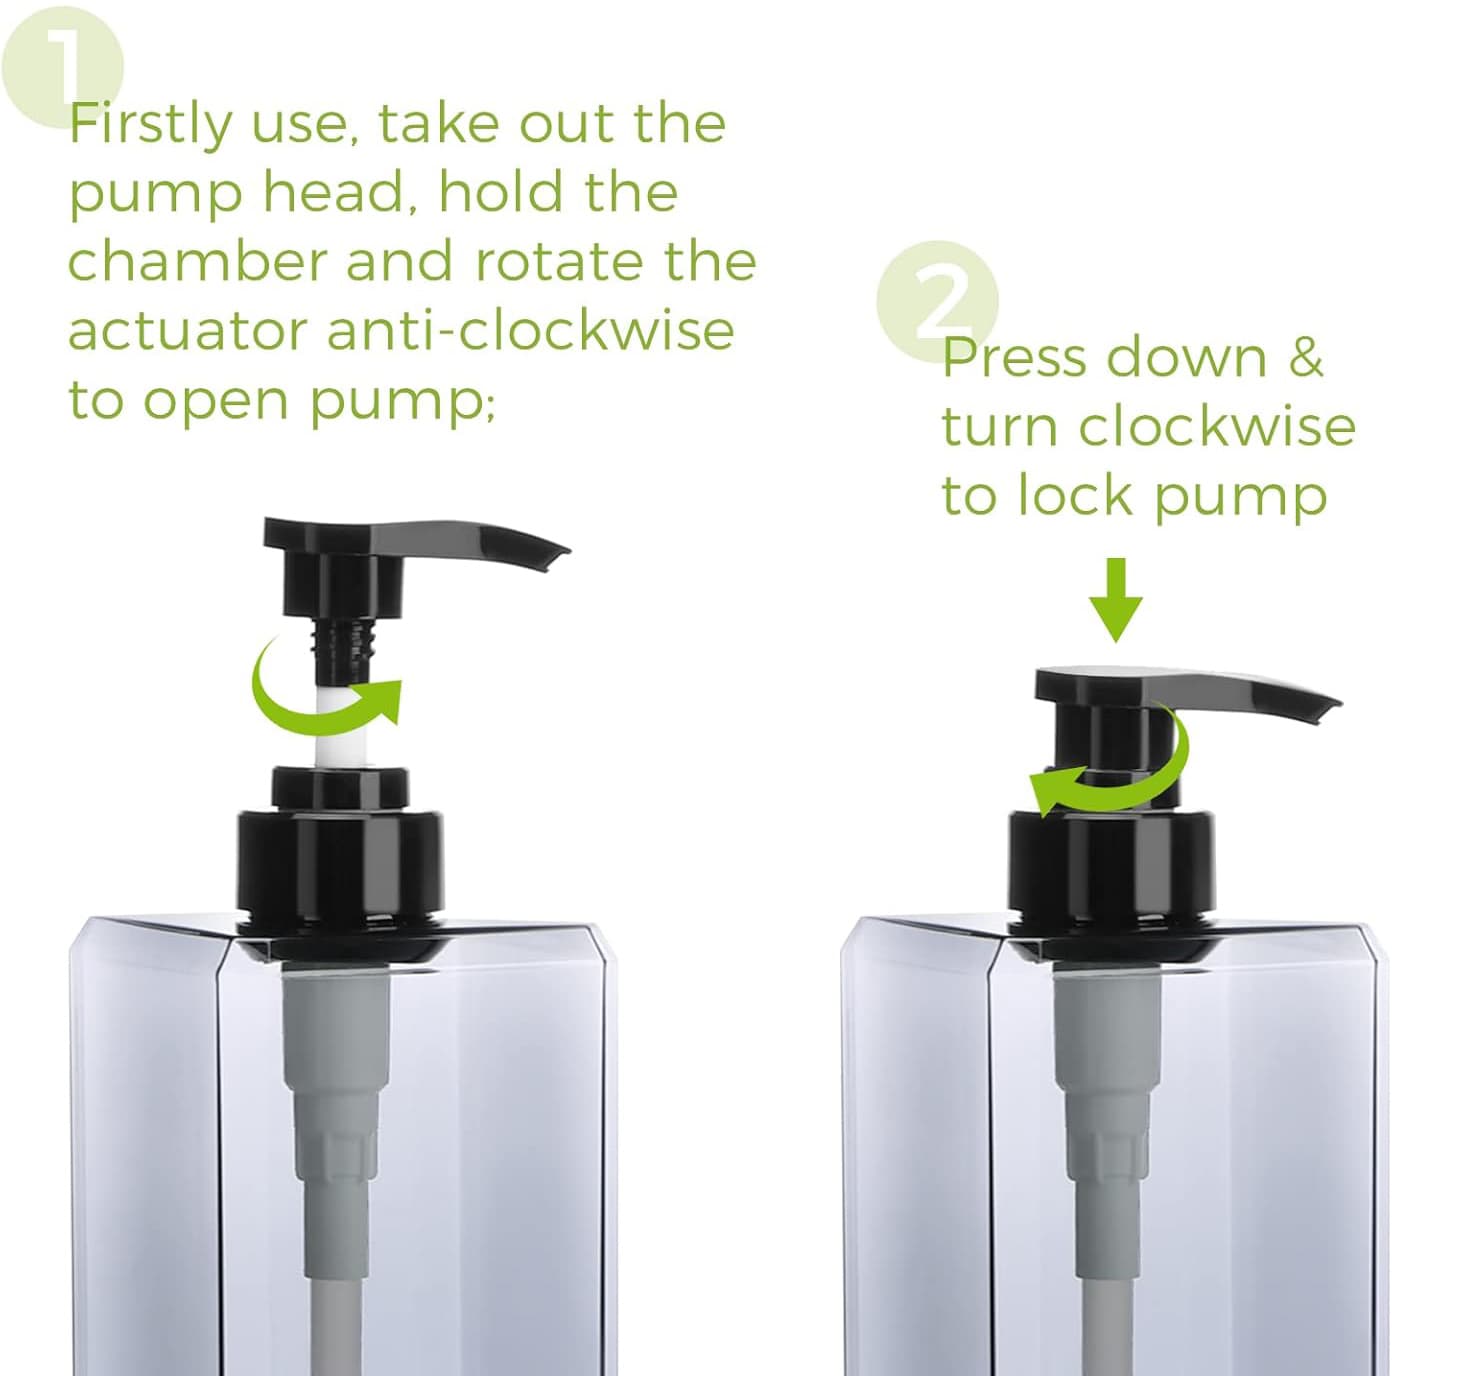 1
Firstly use, take out the
pump head, hold the
chamber and rotate the
actuator anti-clockwise
to open pump;
2
Press down &
turn clockwise
to lock pump